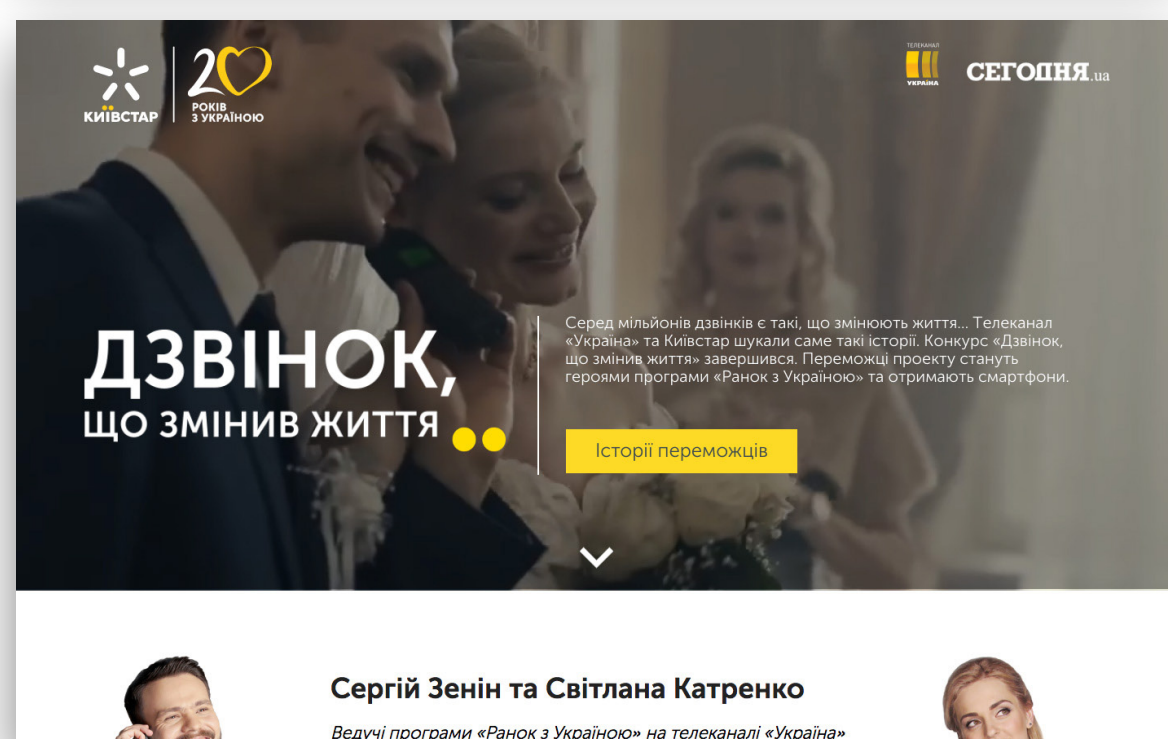 КИЇВСТАР
20
РОКІВ
З УКРАЇНОЮ
ТЕЛЕКАНАЛ
УКРАЇНА
СЕГОДНЯ.ua
ДЗВІНОК,
ЩО ЗМІНИВ ЖИТТЯ
Серед мільйонів дзвінків є такі, що змінюють життя... Телеканал
«Україна» та Київстар шукали саме такі історії. Конкурс «Дзвінок,
що змінив життя» завершився. Переможці проекту стануть
героями програми «Ранок з Україною» та отримають смартфони.
Історії переможців
Сергій Зенін та Світлана Катренко
Ведучі програми «Ранок з Україною» на телеканалі «Україна»